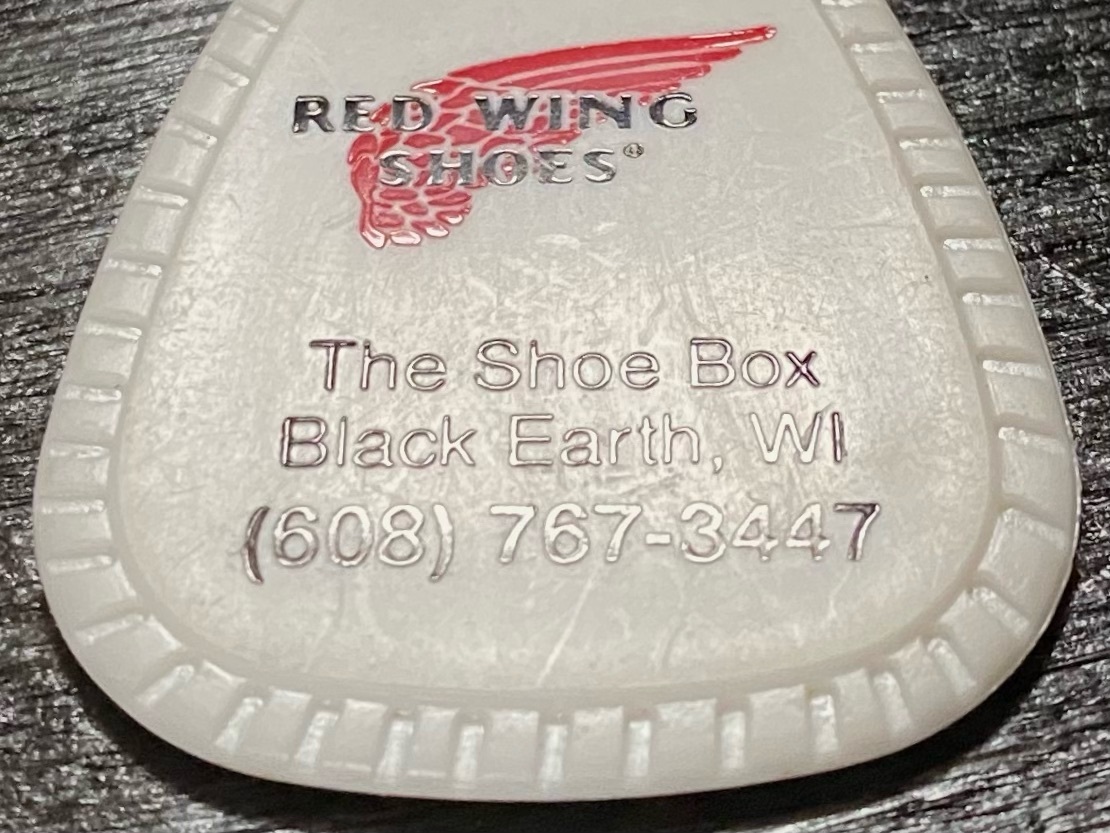 RED WING
SHOES®
The Shoe Box
Black Earth, WI
(608) 767-3447